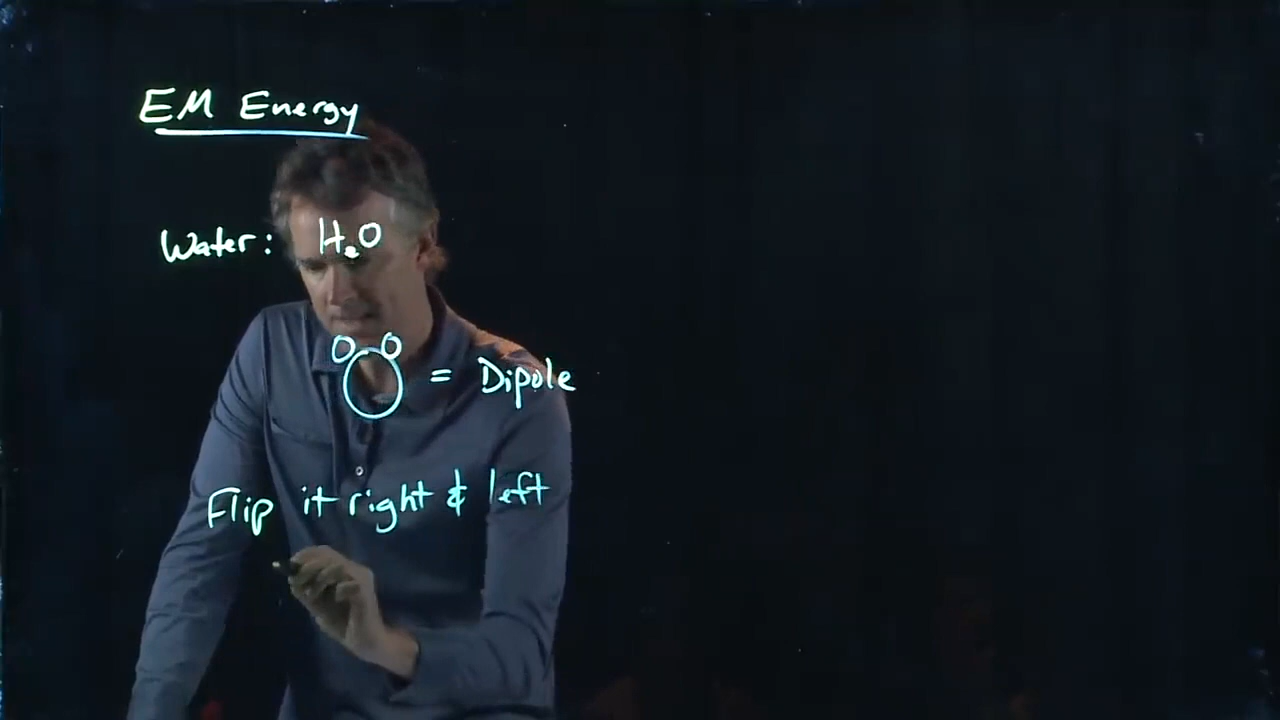 EM Energy
Water: H₂O
= Dipole
Flip it right & left